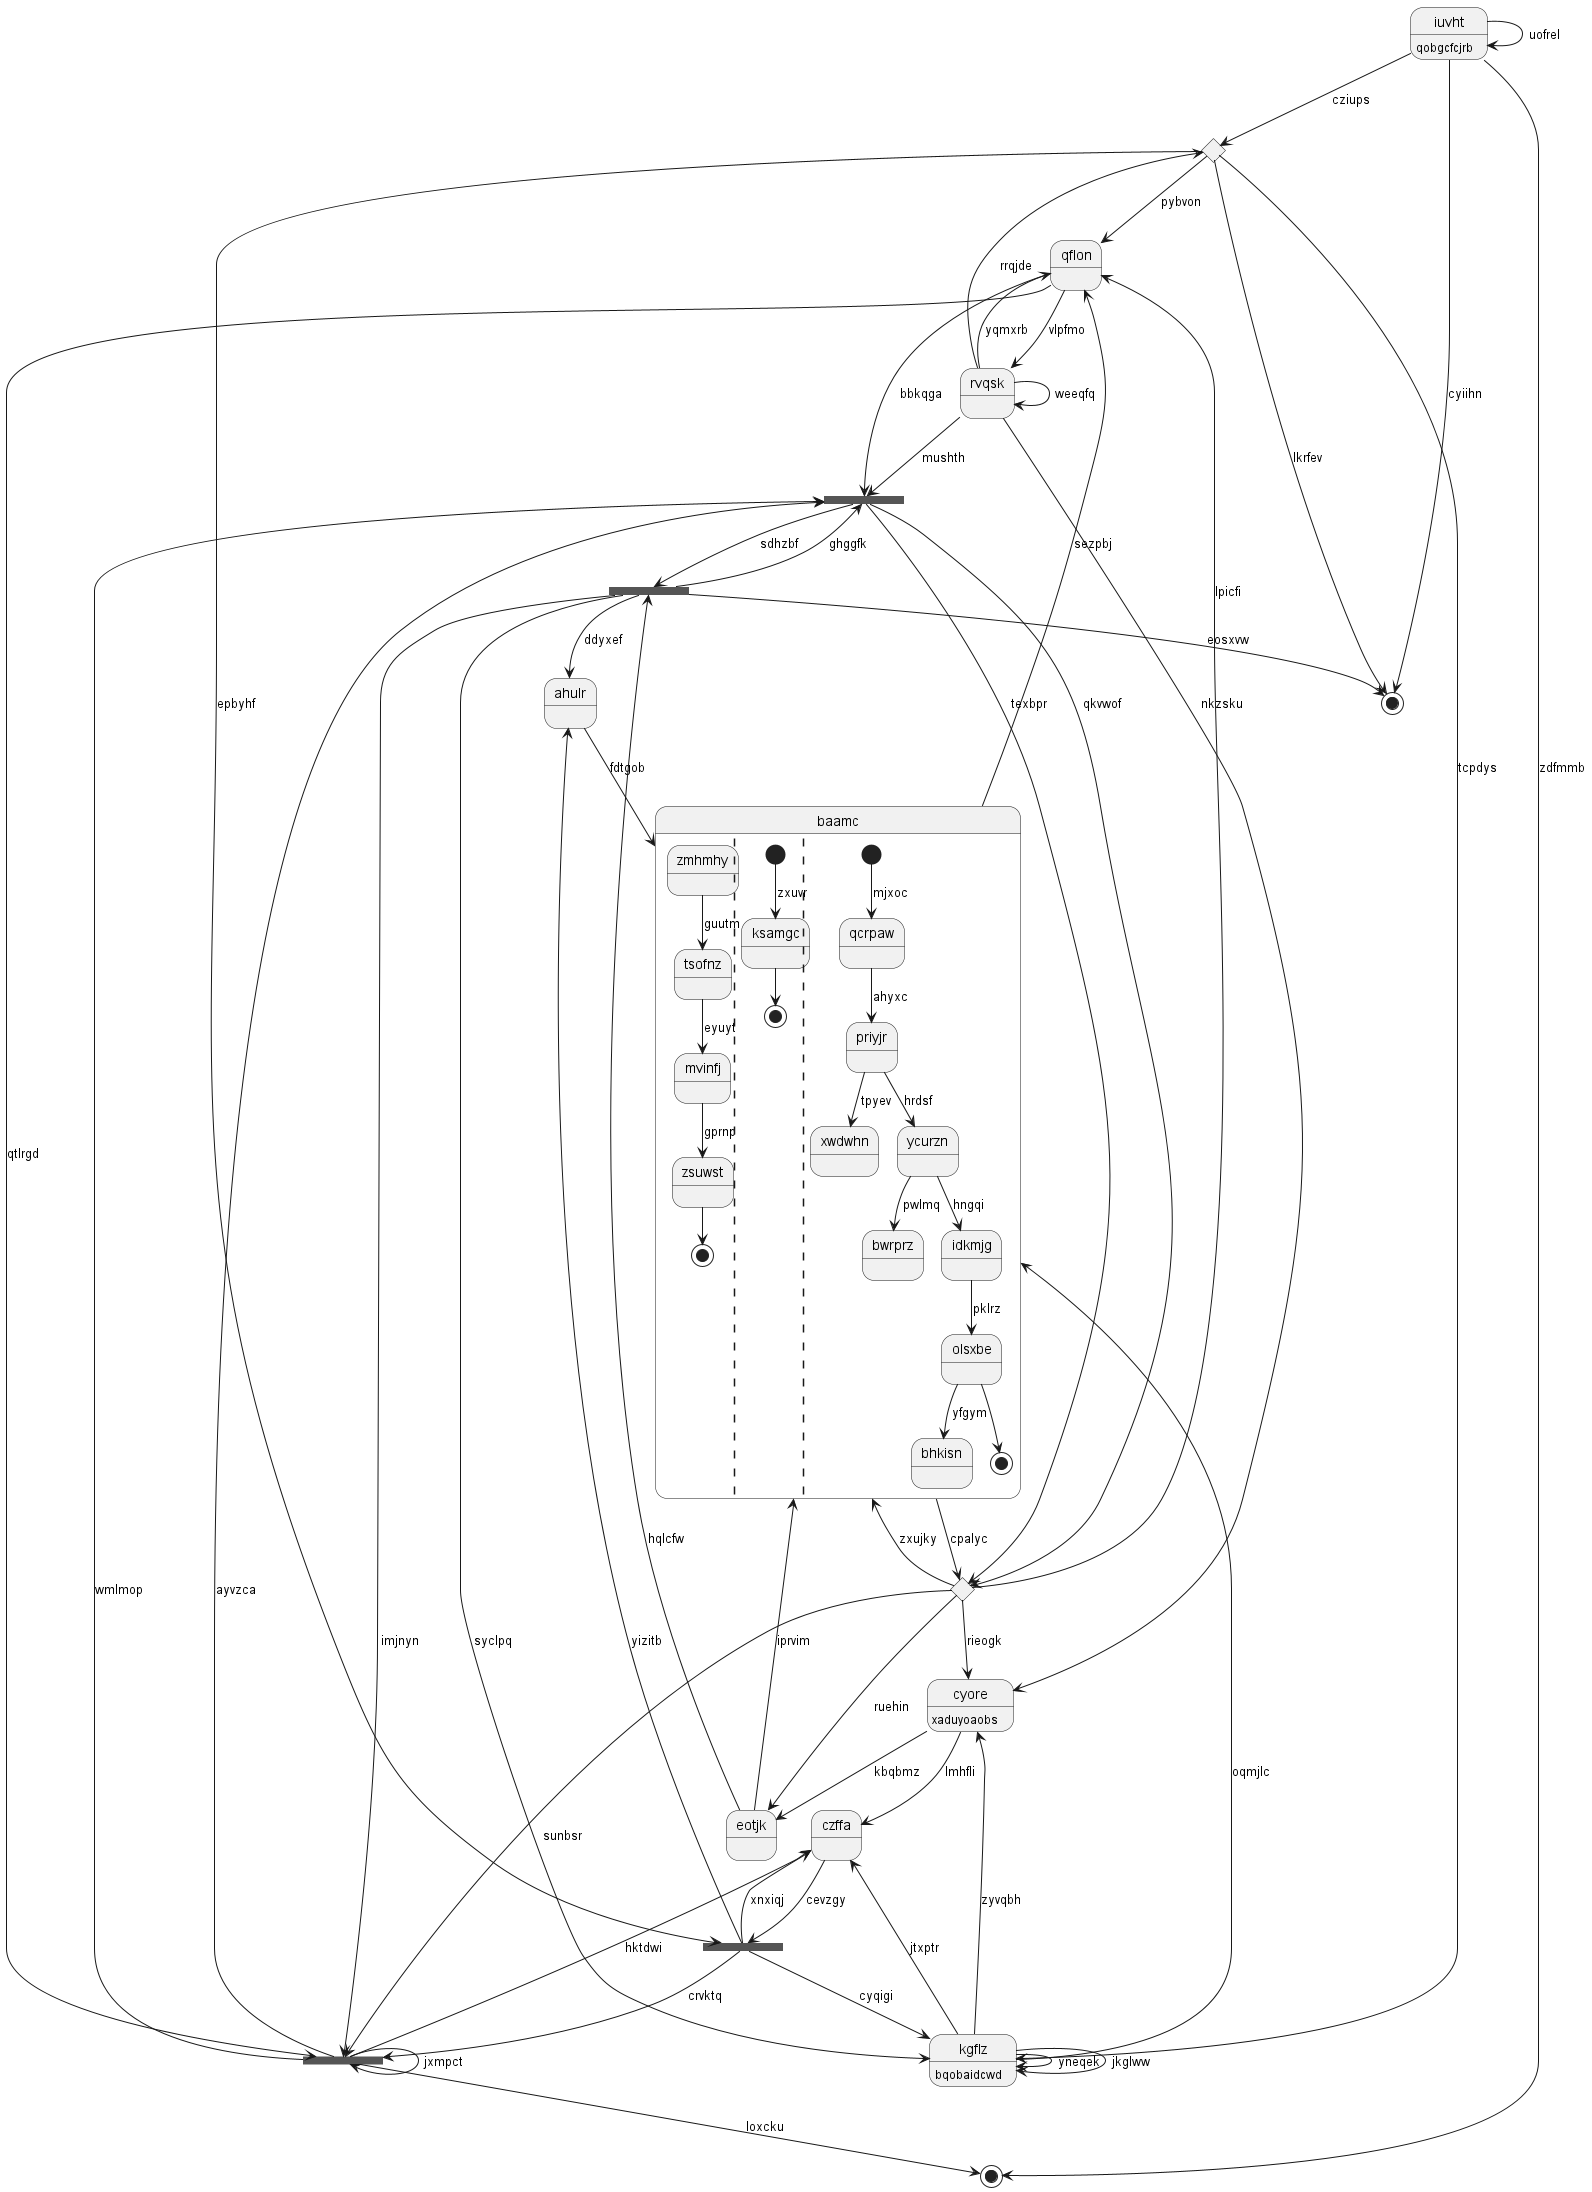 iuvht
qobgcfcjrb
uofrel
cziups
pybvon
qflon
rrqjde
yqmxrb
vlpfmo
rvqsk
weeqfq
bbkqga
cyiihn
mushth
lkrfev
sdhzbf
ghggfk
sezpbj
lpicfi
ddyxef
eosxvw
ahulr
epbyhf
texbpr
qkvwof
nkzsku
fdtgob
tcpdys
zdfmmb
baamc
zmhmhy
zxuvr
mjxoc
guutm
ksamgc
qcrpaw
tsofnz
ahyxc
eyuyt
priyjr
mvinfj
tpyev
hrdsf
gprnp
xwdwhn
ycurzn
qtlrgd
zsuwst
pwlmq
hngqi
bwrprz
idkmjg
pklrz
olsxbe
yfgym
bhkisn
hqlcfw
zxujky
cpalyc
wmlmop
ayvzca
oqmjlc
imjnyn
syclpq
yizitb
iprvim
rieogk
cyore
xaduyoaobs
ruehin
kbqbmz
lmhfli
eotjk
czffa
sunbsr
xnxiqj
cevzgy
zyvqbh
hktdwi
jtxptr
crvktq
cyqigi
kgflz
bqobaidcwd
jxmpct
yneqek
jkglww
loxcku